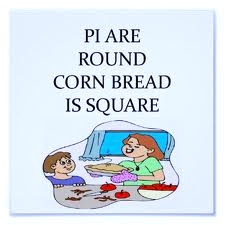 PI ARE
ROUND
CORN BREAD
IS SQUARE